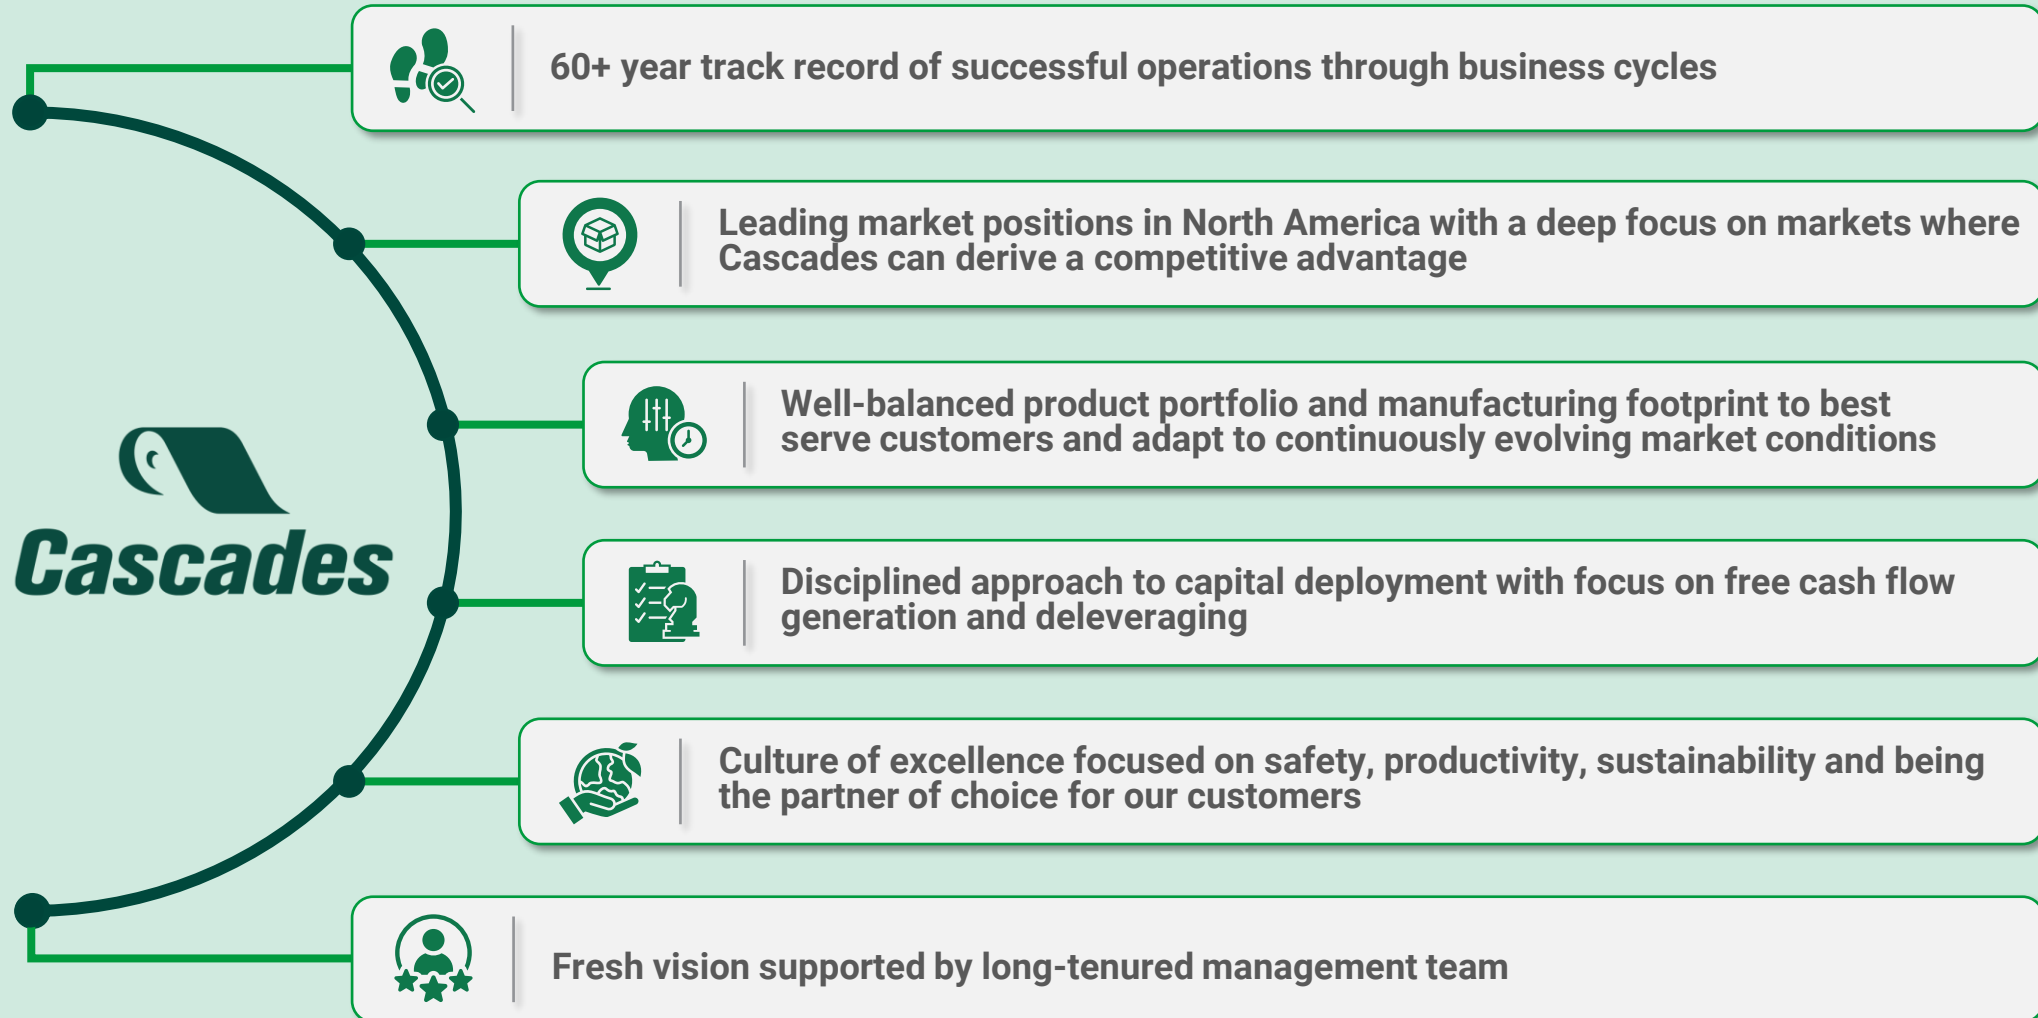 60+ year track record of successful operations through business cycles
Leading market positions in North America with a deep focus on markets where
Cascades can derive a competitive advantage
Well-balanced product portfolio and manufacturing footprint to best
serve customers and adapt to continuously evolving market conditions
Cascades
Disciplined approach to capital deployment with focus on free cash flow
generation and deleveraging
Culture of excellence focused on safety, productivity, sustainability and being
the partner of choice for our customers
Fresh vision supported by long-tenured management team